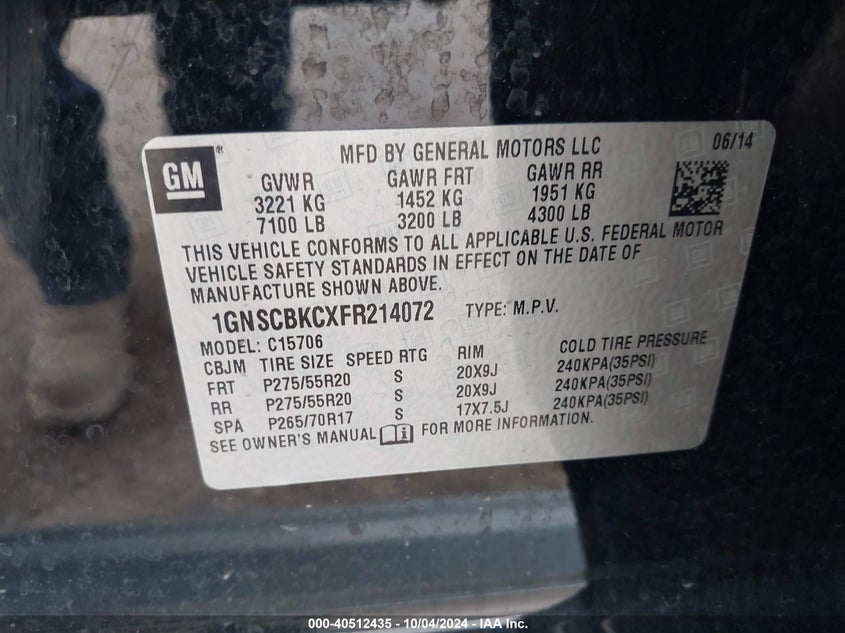 GM
MFD BY GENERAL MOTORS LLC
06/14
GVWR GAWR FRT GAWR RR
3221 KG 1452 KG 1951 KG
7100 LB 3200 LB 4300 LB
THIS VEHICLE CONFORMS TO ALL APPLICABLE U.S. FEDERAL MOTOR
VEHICLE SAFETY STANDARDS IN EFFECT ON THE DATE OF
MANUFACTURE SHOWN ABOVE.
1GNSCBKCXFR214072 TYPE: M.P.V.
MODEL: C15706
CBJM TIRE SIZE SPEED RTG RIM COLD TIRE PRESSURE
FRT P275/55R20 S 20X9J 240KPA(35PSI)
RR P275/55R20 S 20X9J 240KPA(35PSI)
SPA P265/70R17 S 17X7.5J 240KPA(35PSI)
SEE OWNER'S MANUAL FOR MORE INFORMATION.
000-40512435 - 10/04/2024 - IAA Inc.